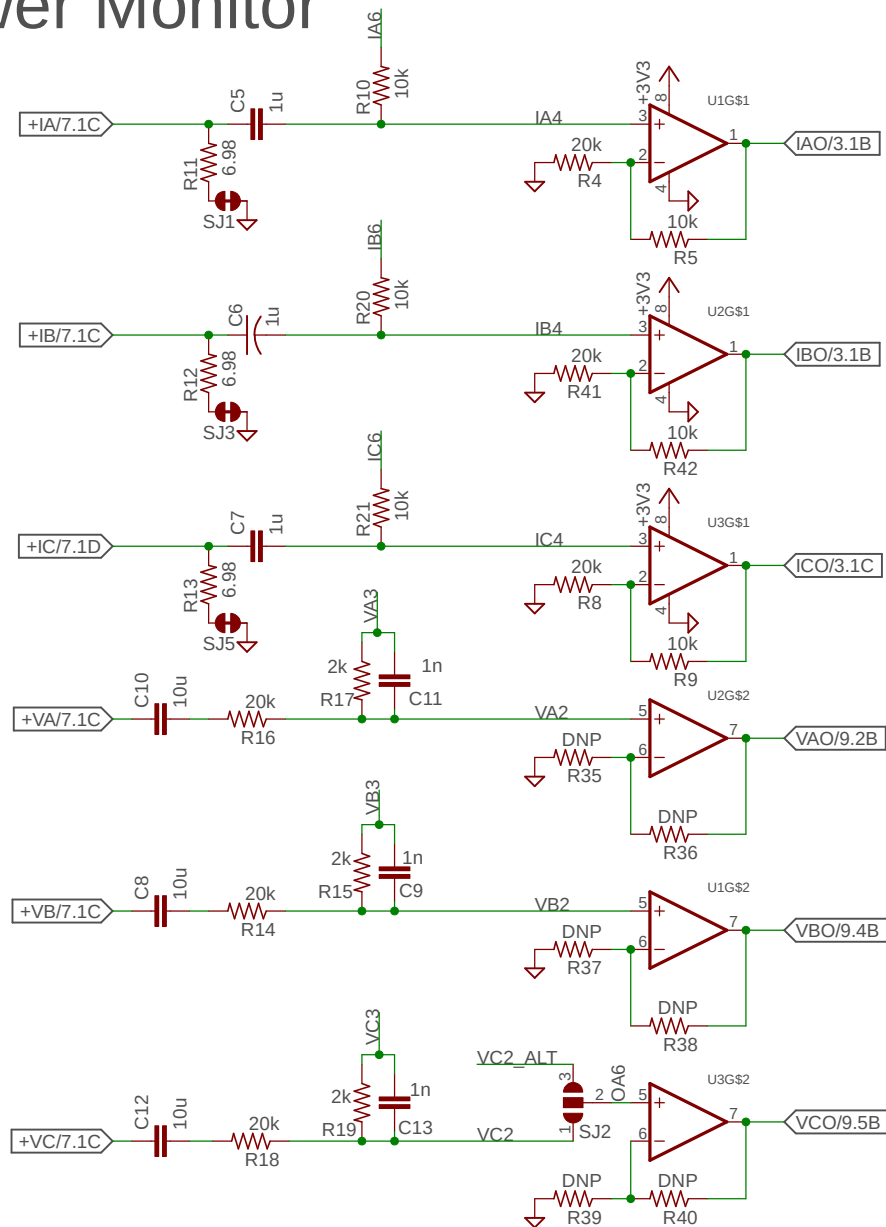 wer Monitor
IA6
+IA/7.1C
C5
1u
R10
10k
R11
6.98
SJ1
IA4
20k
R4
+3V3
8
3
2
4
1
U1G$1
10k
R5
IAO/3.1B
IB6
+IB/7.1C
C6
1u
R20
10k
R12
6.98
SJ3
IB4
20k
R41
+3V3
8
3
2
4
1
U2G$1
10k
R42
IBO/3.1B
IC6
+IC/7.1D
C7
1u
R21
10k
R13
6.98
SJ5
IC4
20k
R8
+3V3
8
3
2
4
1
U3G$1
10k
R9
ICO/3.1C
VA3
+VA/7.1C
C10
10u
20k
R16
2k
R17
1n
C11
VA2
DNP
R35
5
6
7
U2G$2
DNP
R36
VAO/9.2B
VB3
+VB/7.1C
C8
10u
20k
R14
2k
R15
1n
C9
VB2
DNP
R37
5
6
7
U1G$2
DNP
R38
VBO/9.4B
VC3
+VC/7.1C
C12
10u
20k
R18
2k
R19
1n
C13
VC2_ALT
VC2
3
2
1
SJ2
OA6
5
6
7
U3G$2
DNP
R39
DNP
R40
VCO/9.5B